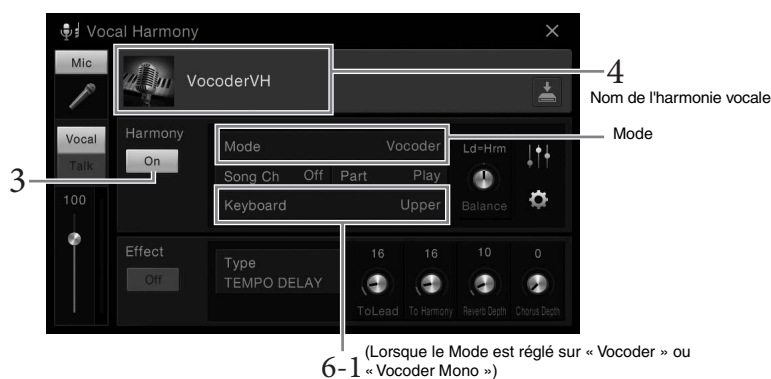 Vocal Harmony
Mic
VocoderVH
4
Nom de l'harmonie vocale
Vocal
Talk
Harmony
On
3
Mode Vocoder
Mode
Ld=Hrm
Song Ch Off Part Play
Keyboard Upper
Balance
100
Effect
Off
Type
TEMPO DELAY
16 16 10 0
ToLead To Harmony Reverb Depth Chorus Depth
6-1
(Lorsque le Mode est réglé sur « Vocoder » ou
« Vocoder Mono »)